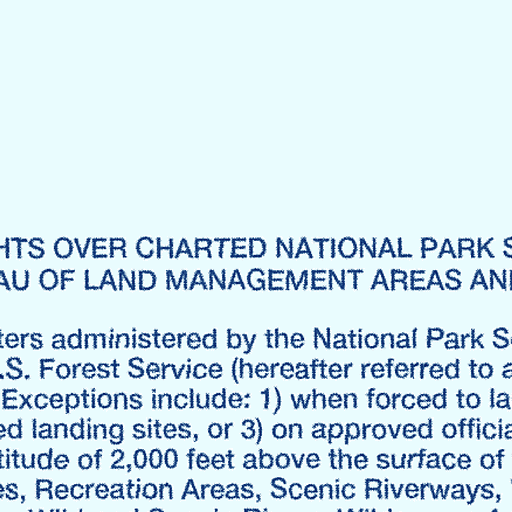 HTS OVER CHARTED NATIONAL PARK S
AU OF LAND MANAGEMENT AREAS AN
ters administered by the National Park S
.S. Forest Service (hereafter referred to a
Exceptions include: 1) when forced to la
ed landing sites, or 3) on approved officia
titude of 2,000 feet above the surface of
es, Recreation Areas, Scenic Riverways,